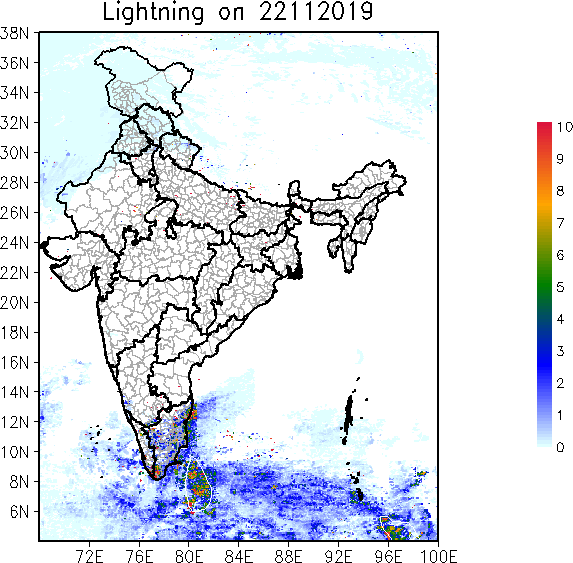 Lightning on 22112019
38N
36N
34N
32N
30N
28N
26N
24N
22N
20N
18N
16N
14N
12N
10N
8N
6N
72E 76E 80E 84E 88E 92E 96E 100E
10
9
8
7
6
5
4
3
2
1
0